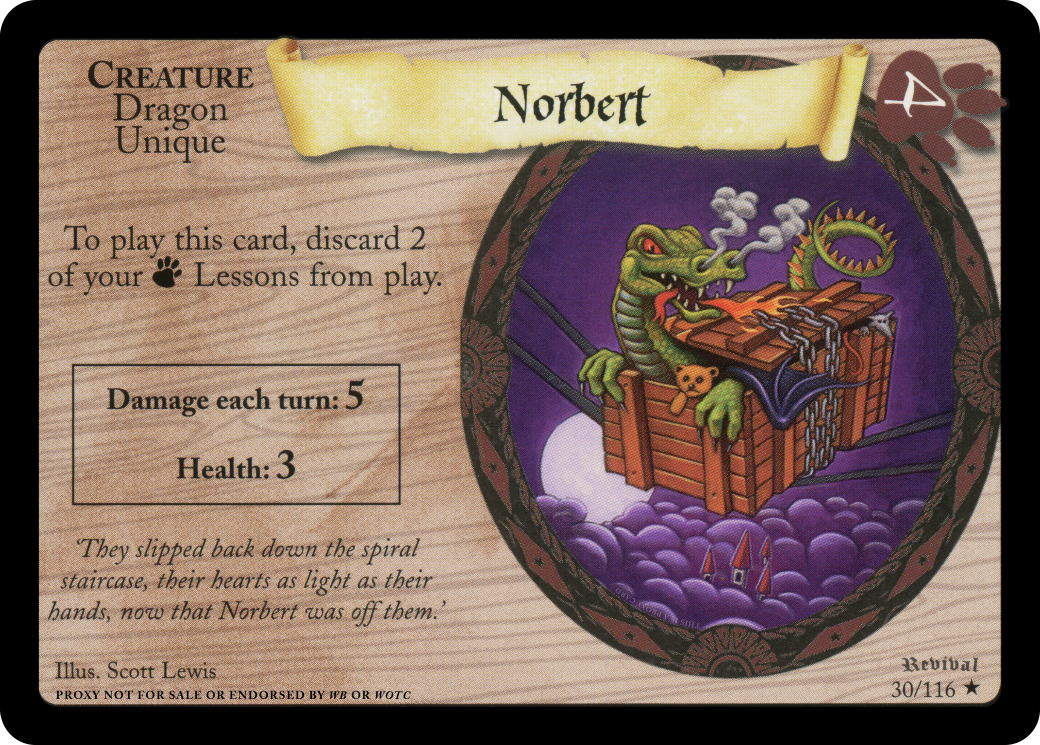 CREATURE
Dragon
Unique
Norbert
4
To play this card, discard 2
of your Lessons from play.
Damage each turn: 5
Health: 3
‘They slipped back down the spiral
staircase, their hearts as light as their
hands, now that Norbert was off them.’
Illus. Scott Lewis
PROXY NOT FOR SALE OR ENDORSED BY WB OR WOTC
Revival
30/116 ★